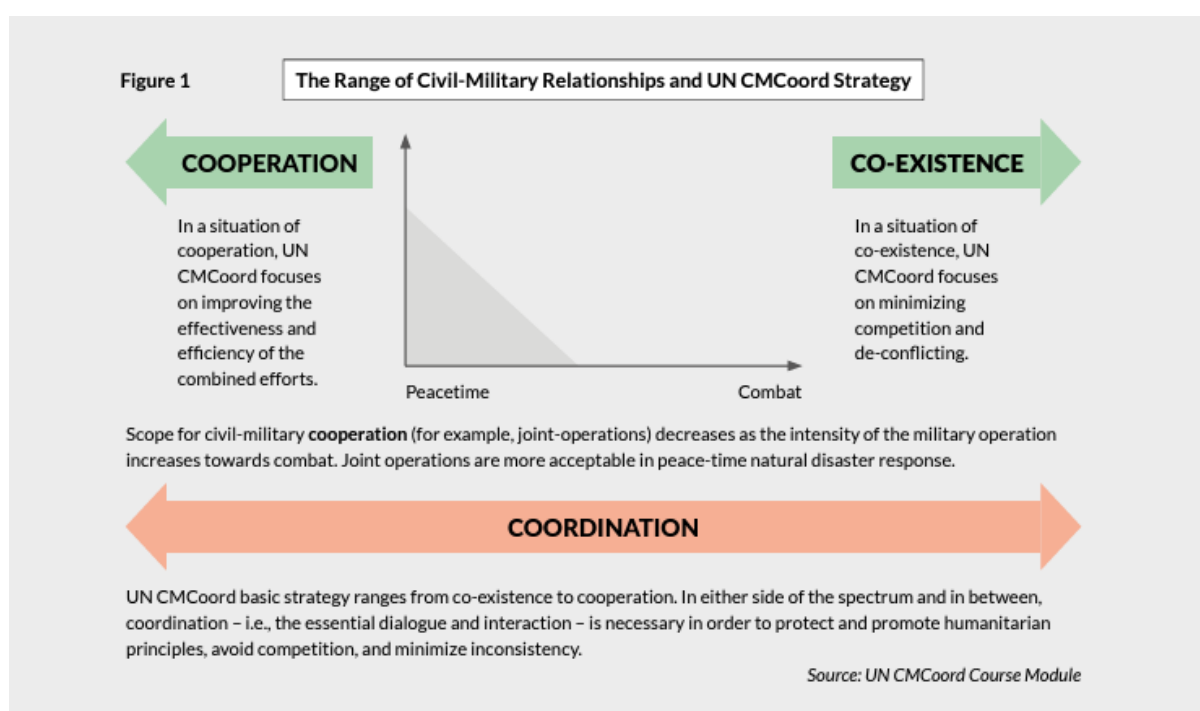 Figure 1
The Range of Civil-Military Relationships and UN CMCoord Strategy
COOPERATION
In a situation of
cooperation, UN
CMCoord focuses
on improving the
effectiveness and
efficiency of the
combined efforts.
Peacetime
Combat
CO-EXISTENCE
In a situation of
co-existence, UN
CMCoord focuses
on minimizing
competition and
de-conflicting.
Scope for civil-military cooperation (for example, joint-operations) decreases as the intensity of the military operation
increases towards combat. Joint operations are more acceptable in peace-time natural disaster response.
COORDINATION
UN CMCoord basic strategy ranges from co-existence to cooperation. In either side of the spectrum and in between,
coordination – i.e., the essential dialogue and interaction – is necessary in order to protect and promote humanitarian
principles, avoid competition, and minimize inconsistency.
Source: UN CMCoord Course Module